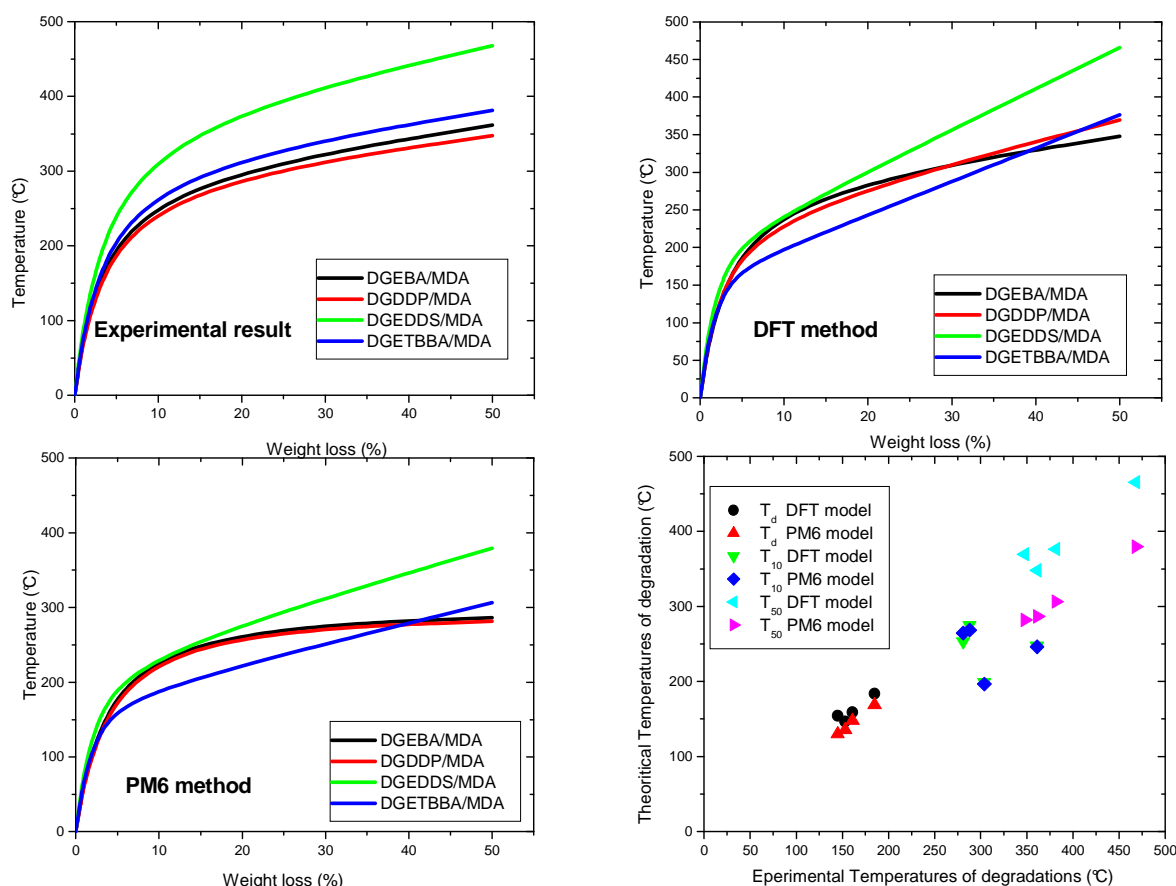 500
400
300
200
100
0
Temperature (℃)
DGEBA/MDA
DGDDP/MDA
DGEDDS/MDA
DGETBBA/MDA
Experimental result
0 10 20 30 40 50
Weight loss (%)
500
450
400
350
300
250
200
150
100
50
0
Temperature (℃)
DGEBA/MDA
DGDDP/MDA
DGEDDS/MDA
DGETBBA/MDA
DFT method
0 10 20 30 40 50
Weight loss (%)
500
400
300
200
100
0
Temperature (℃)
DGEBA/MDA
DGDDP/MDA
DGEDDS/MDA
DGETBBA/MDA
PM6 method
0 10 20 30 40 50
Weight loss (%)
500
400
300
200
100
0
Theoritical Temperatures of degradation (℃)
Td DFT model
Td PM6 model
T10 DFT model
T10 PM6 model
T50 DFT model
T50 PM6 model
0 50 100 150 200 250 300 350 400 450 500
Eperimental Temperatures of degradations (℃)